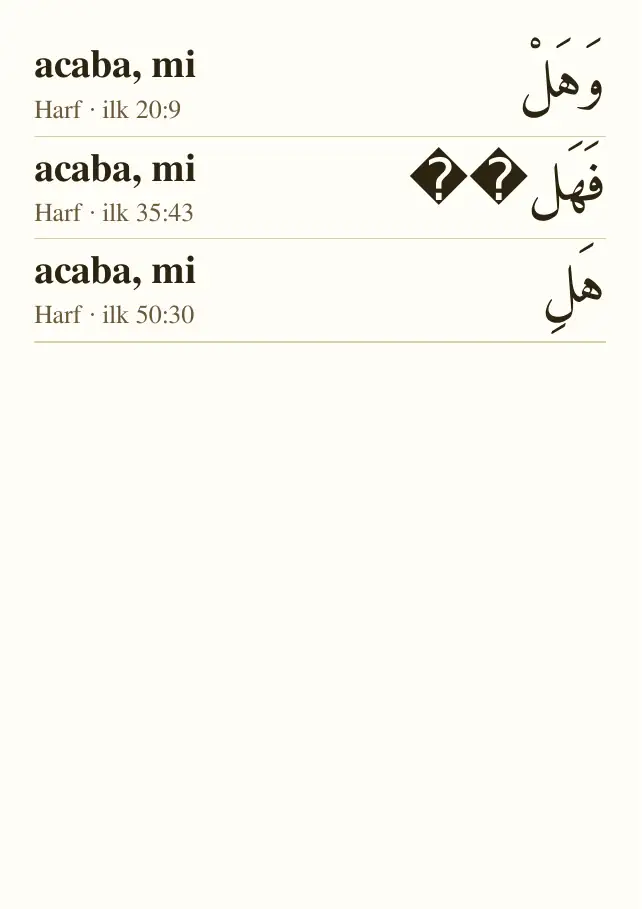 acaba, mi وَهَلْ
Harf · ilk 20:9
acaba, mi فَهَل��
Harf · ilk 35:43
acaba, mi هَلِ
Harf · ilk 50:30